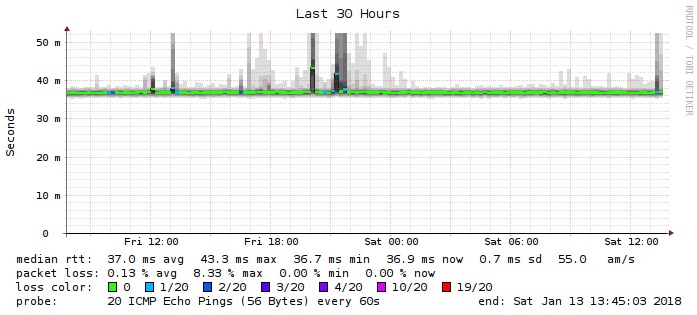 Last 30 Hours
RRDTOOL / TOBI OETIKER
Seconds
50 m
40 m
30 m
20 m
10 m
0
Fri 12:00 Fri 18:00 Sat 00:00 Sat 06:00 Sat 12:00
median rtt: 37.0 ms avg 43.3 ms max 36.7 ms min 36.9 ms now 0.7 ms sd 55.0 am/s
packet loss: 0.13 % avg 8.33 % max 0.00 % min 0.00 % now
loss color: 0 1/20 2/20 3/20 4/20 10/20 19/20
probe: 20 ICMP Echo Pings (56 Bytes) every 60s end: Sat Jan 13 13:45:03 2018